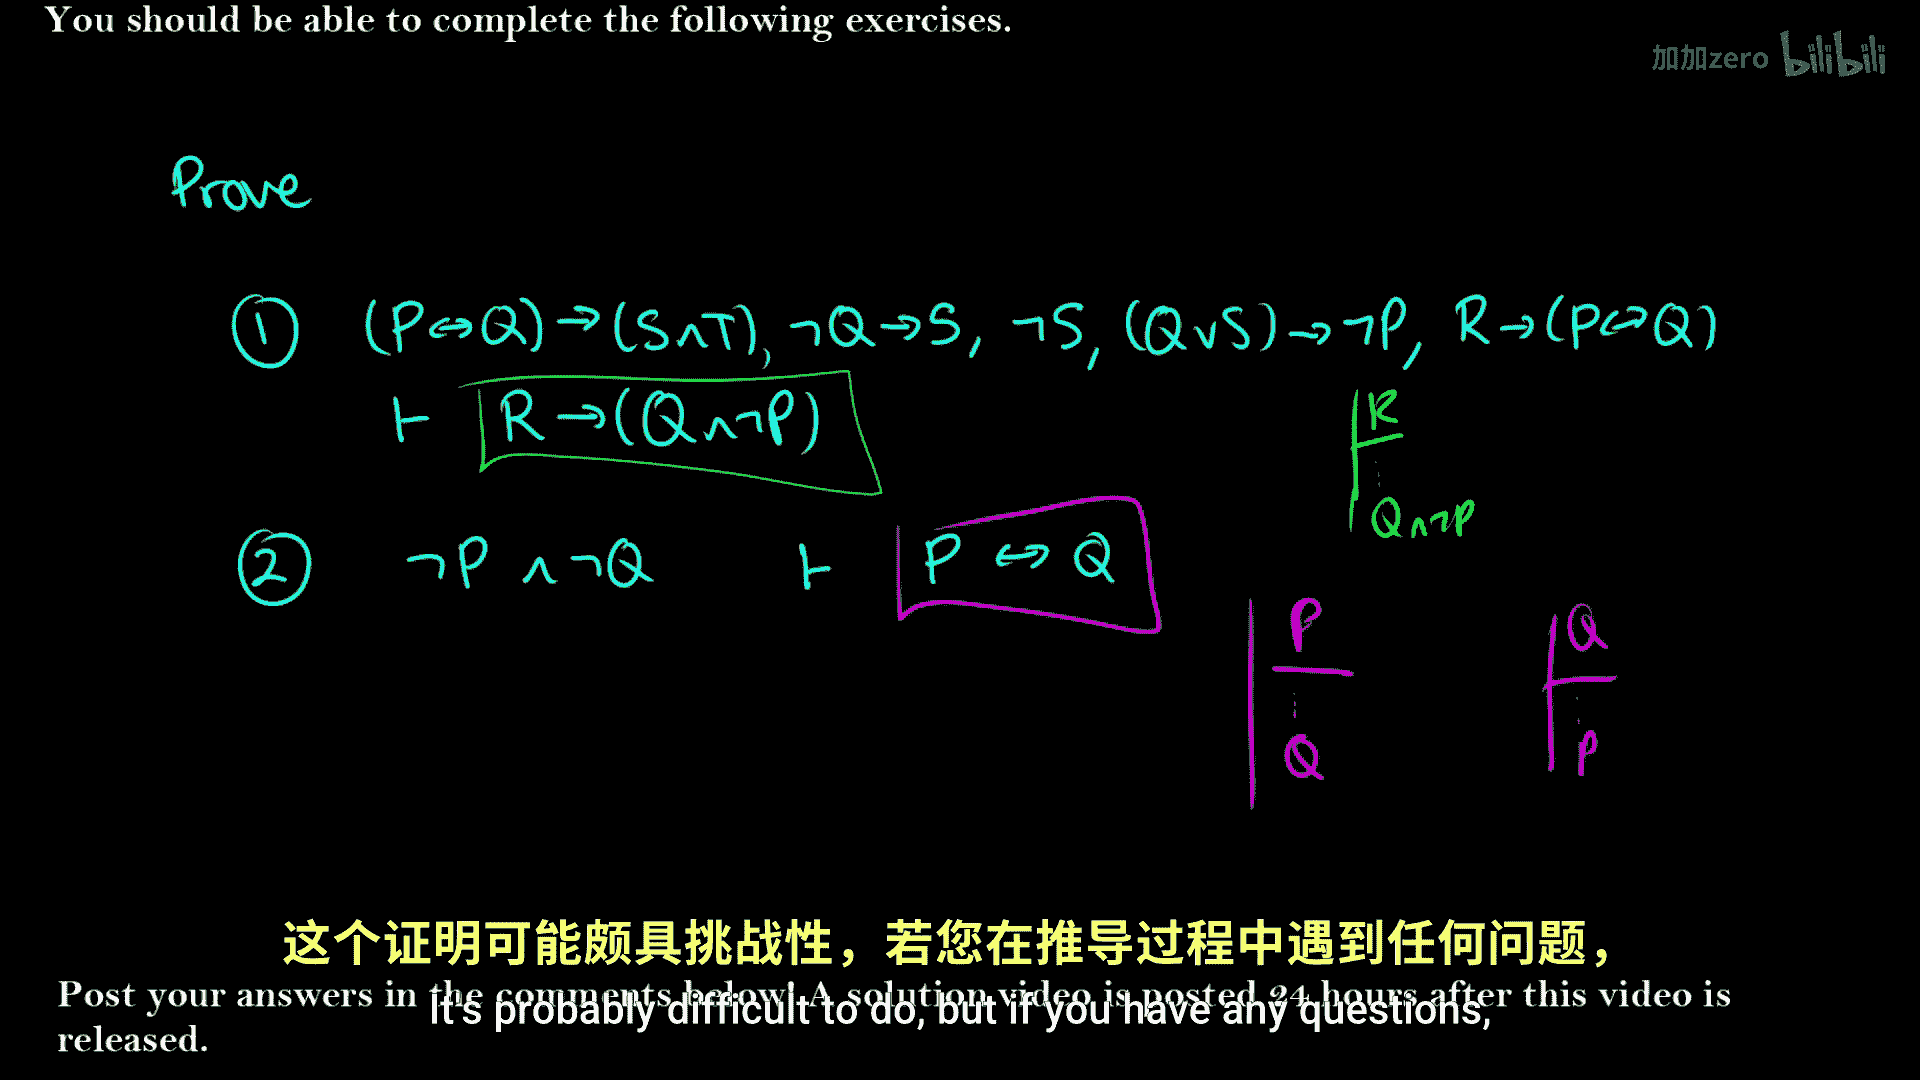 You should be able to complete the following exercises.
加加zero bilibili
Prove
① (P↔Q)→(S∧T), ¬Q→S, ¬S, (Q∨S)→¬P, R→(P↔Q)
⊢ R→(Q∧¬P)
R
Q∧¬P
② ¬P∧¬Q ⊢ P↔Q
P
Q
Q
P
这个证明可能颇具挑战性，若您在推导过程中遇到任何问题，
Post your answers in the comments below! A solution video is posted 24 hours after this video is
It's probably difficult to do, but if you have any questions,
released.